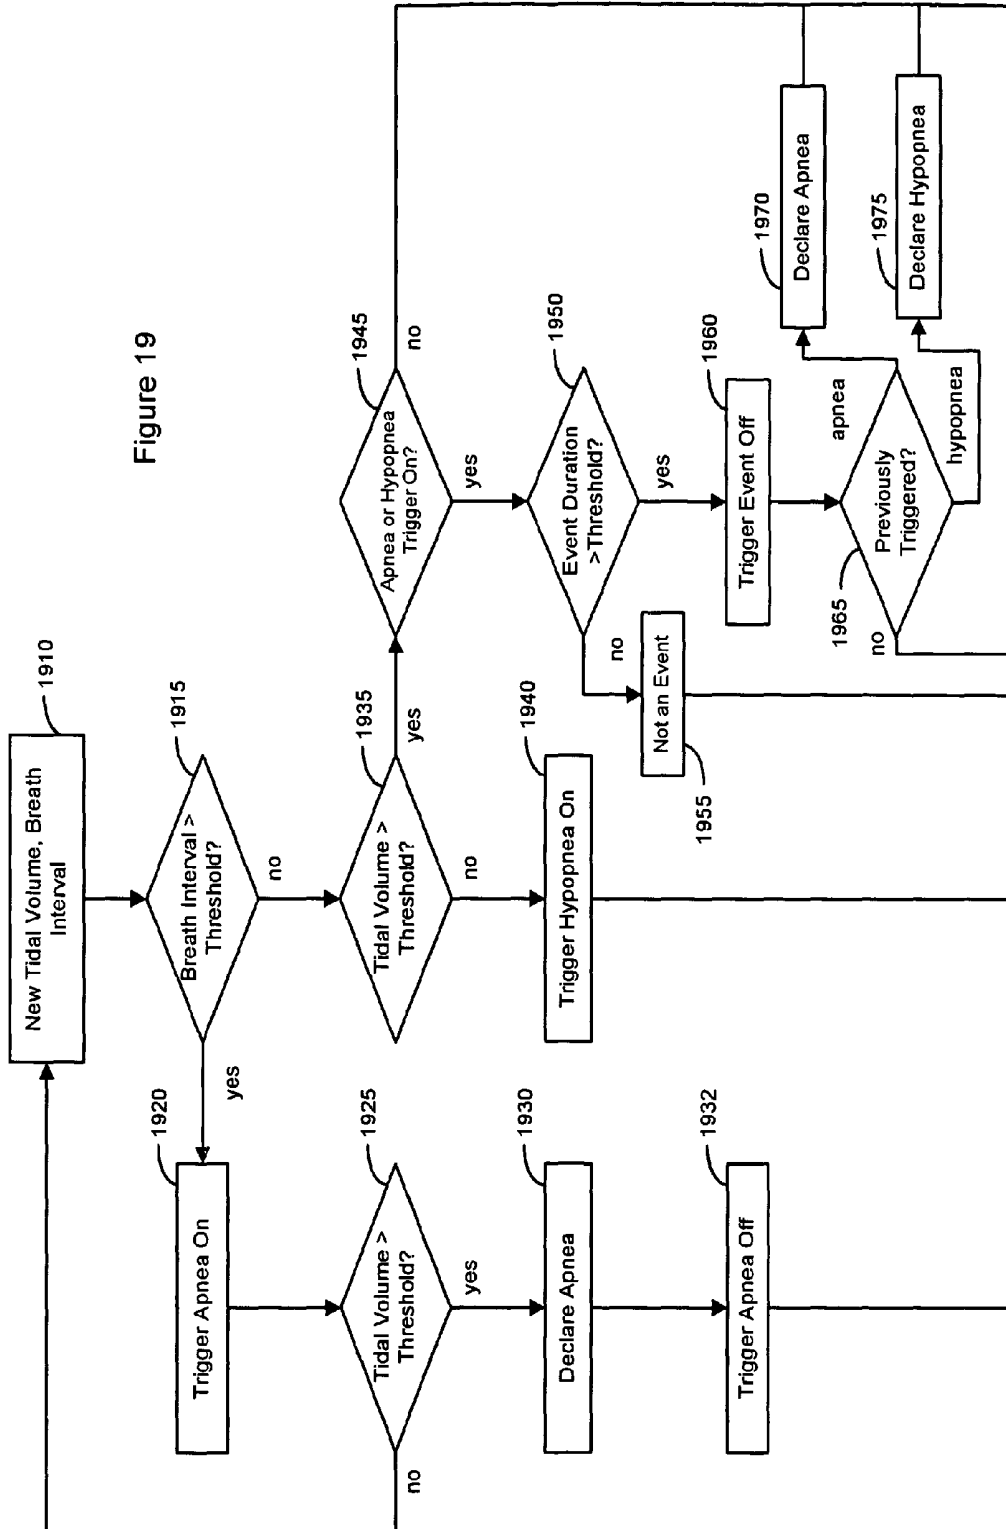 Figure 19
1910
New Tidal Volume, Breath
Interval
1915
Breath Interval >
Threshold?
yes
no
1920
Trigger Apnea On
1925
Tidal Volume >
Threshold?
no
yes
1930
Declare Apnea
1932
Trigger Apnea Off
1935
Tidal Volume >
Threshold?
yes
no
1940
Trigger Hypopnea On
1945
Apnea or Hypopnea
Trigger On?
no
yes
1950
Event Duration
>Threshold?
no
yes
Not an Event
1955
1960
Trigger Event Off
1965
Previously
Triggered?
no
apnea
hypopnea
1970
Declare Apnea
1975
Declare Hypopnea